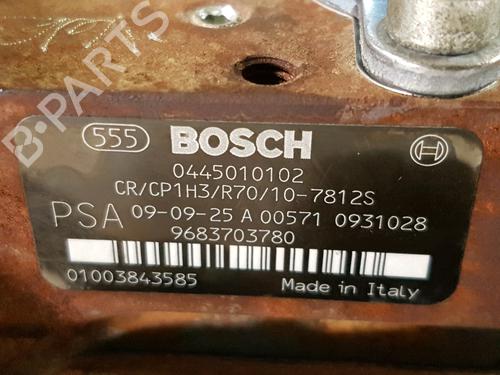 B-PARTS
555 BOSCH
0445010102
CR/CP1H3/R70/10-7812S
PSA 09-09-25 A 00571 0931028
9683703780
01003843585 Made in Italy